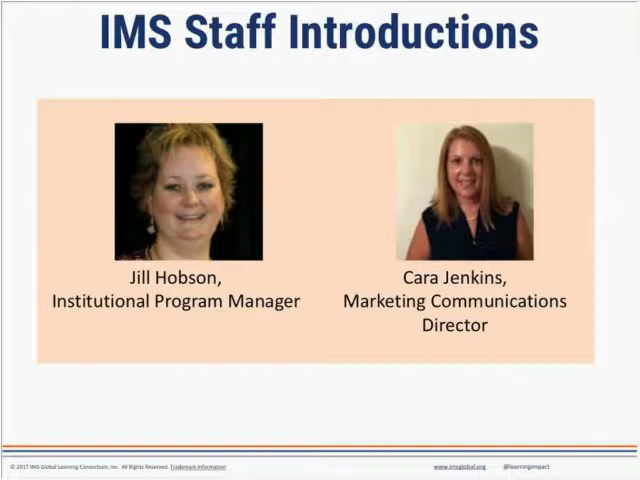 IMS Staff Introductions
Jill Hobson,
Institutional Program Manager
Cara Jenkins,
Marketing Communications
Director
© 2017 IMS Global Learning Consortium, Inc. All Rights Reserved. Trademark Information
www.imsglobal.org
@learningimpact